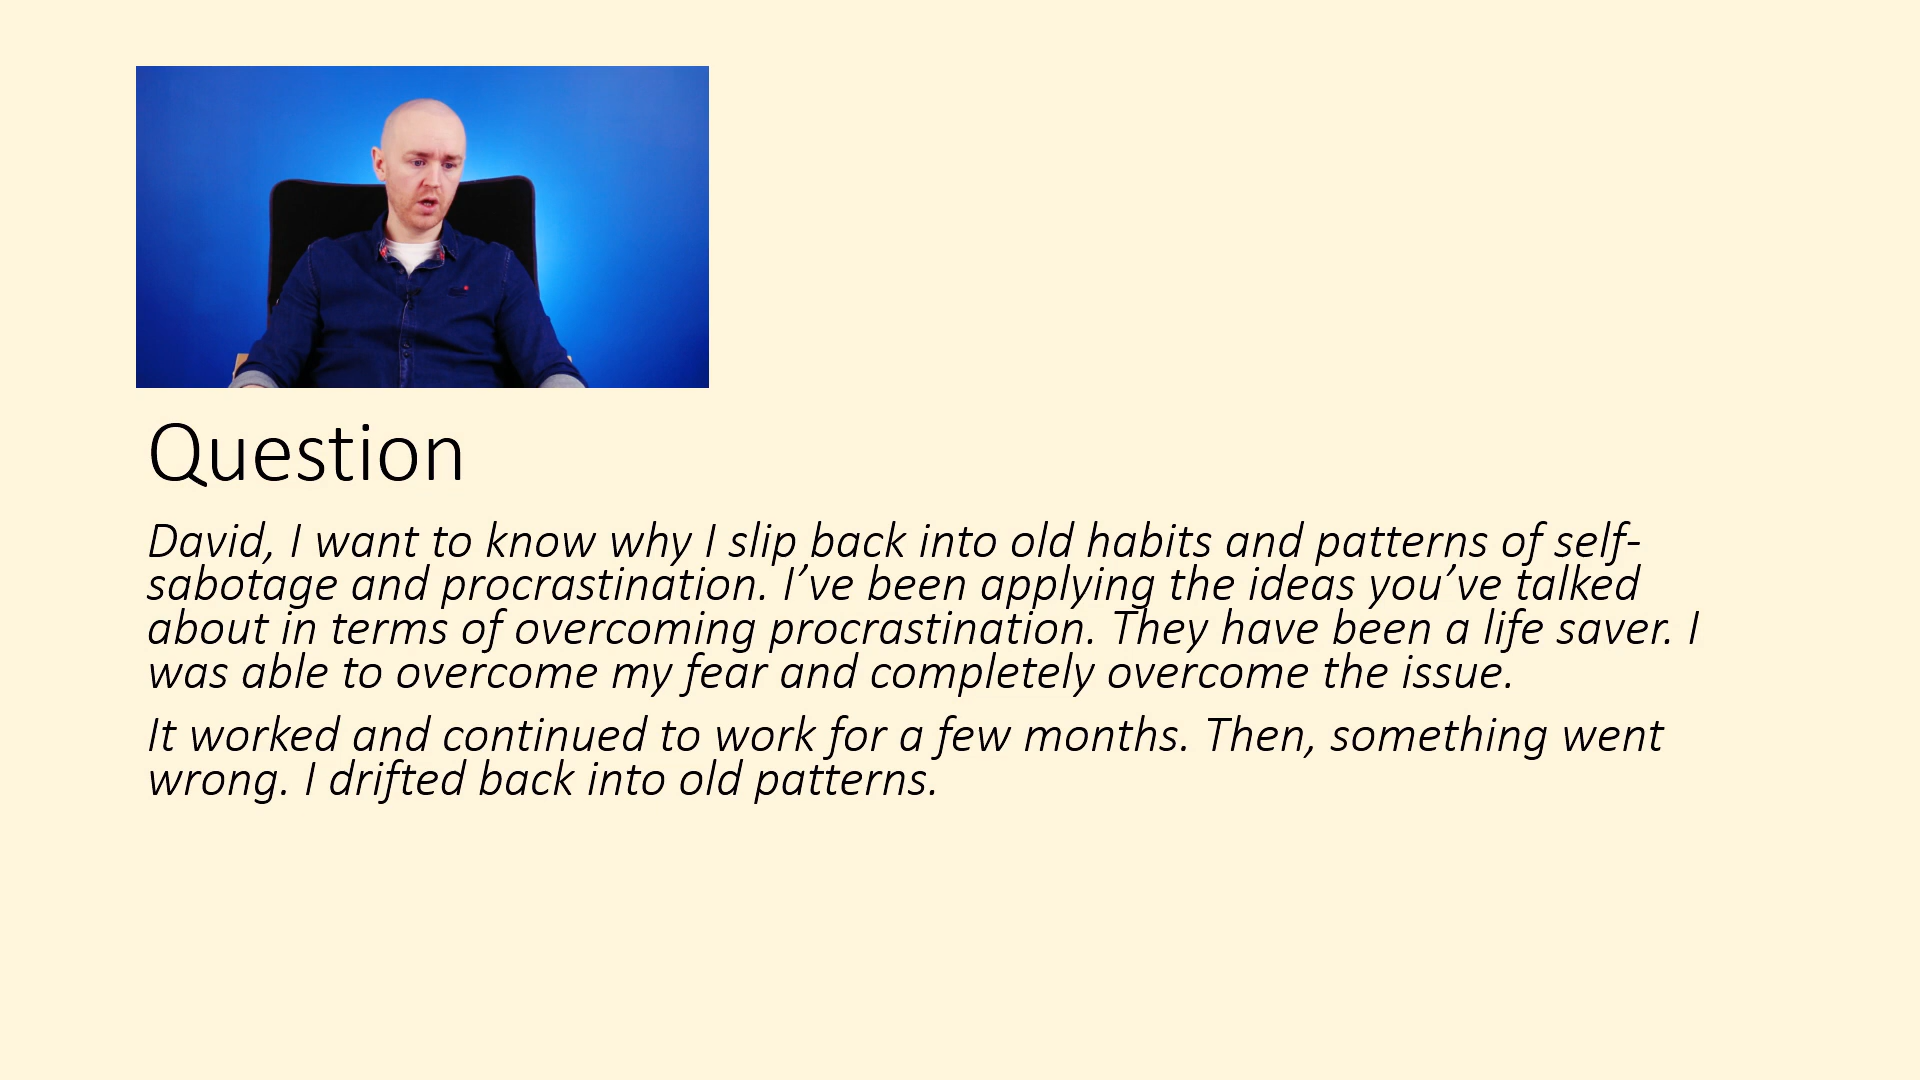 Question
David, I want to know why I slip back into old habits and patterns of self-
sabotage and procrastination. I’ve been applying the ideas you’ve talked
about in terms of overcoming procrastination. They have been a life saver. I
was able to overcome my fear and completely overcome the issue.
It worked and continued to work for a few months. Then, something went
wrong. I drifted back into old patterns.